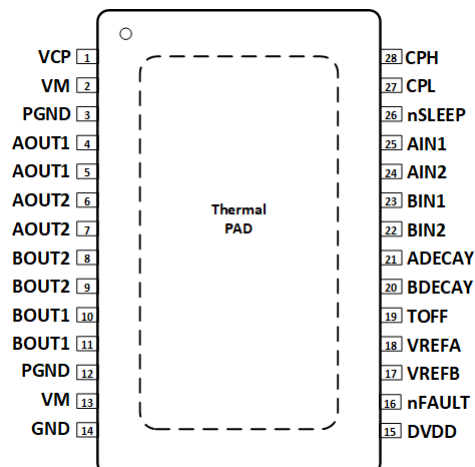 VCP 1
VM 2
PGND 3
AOUT1 4
AOUT1 5
AOUT2 6
AOUT2 7
BOUT2 8
BOUT2 9
BOUT1 10
BOUT1 11
PGND 12
VM 13
GND 14
Thermal
PAD
28 CPH
27 CPL
26 nSLEEP
25 AIN1
24 AIN2
23 BIN1
22 BIN2
21 ADECAY
20 BDECAY
19 TOFF
18 VREFA
17 VREFB
16 nFAULT
15 DVDD